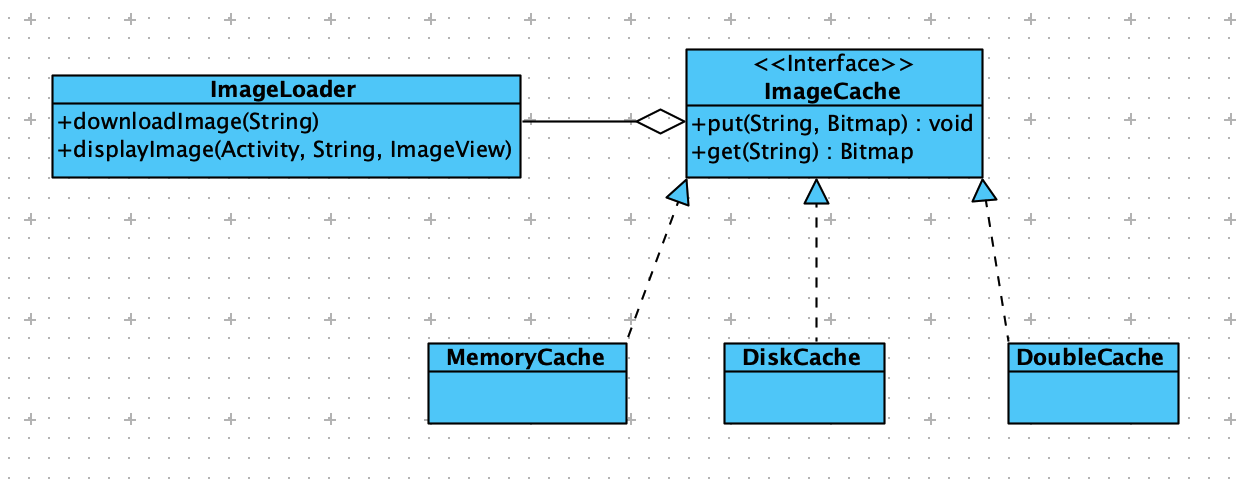 ImageLoader
+downloadImage(String)
+displayImage(Activity, String, ImageView)
<<Interface>>
ImageCache
+put(String, Bitmap) : void
+get(String) : Bitmap
MemoryCache
DiskCache
DoubleCache